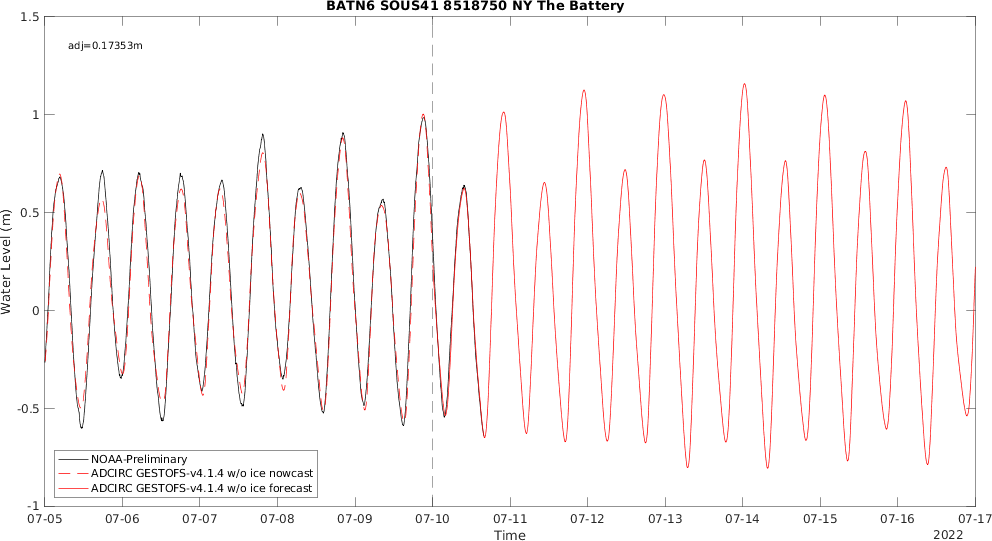 BATN6 SOUS41 8518750 NY The Battery
adj=0.17353m
1.5
1
0.5
0
-0.5
-1
Water Level (m)
NOAA-Preliminary
ADCIRC GESTOFS-v4.1.4 w/o ice nowcast
ADCIRC GESTOFS-v4.1.4 w/o ice forecast
07-05 07-06 07-07 07-08 07-09 07-10 07-11 07-12 07-13 07-14 07-15 07-16 07-17
Time
2022